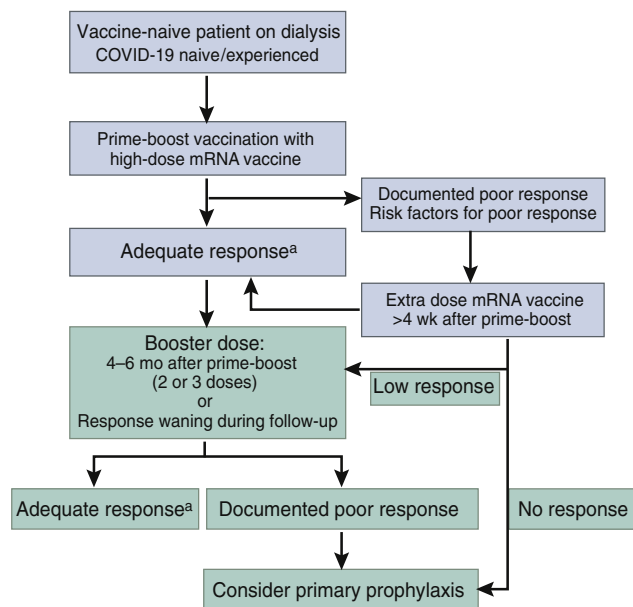 Vaccine-naive patient on dialysis
COVID-19 naive/experienced
Prime-boost vaccination with
high-dose mRNA vaccine
Documented poor response
Risk factors for poor response
Adequate responseᵃ
Extra dose mRNA vaccine
>4 wk after prime-boost
Booster dose:
4–6 mo after prime-boost
(2 or 3 doses)
or
Response waning during follow-up
Low response
Adequate responseᵃ
Documented poor response
No response
Consider primary prophylaxis